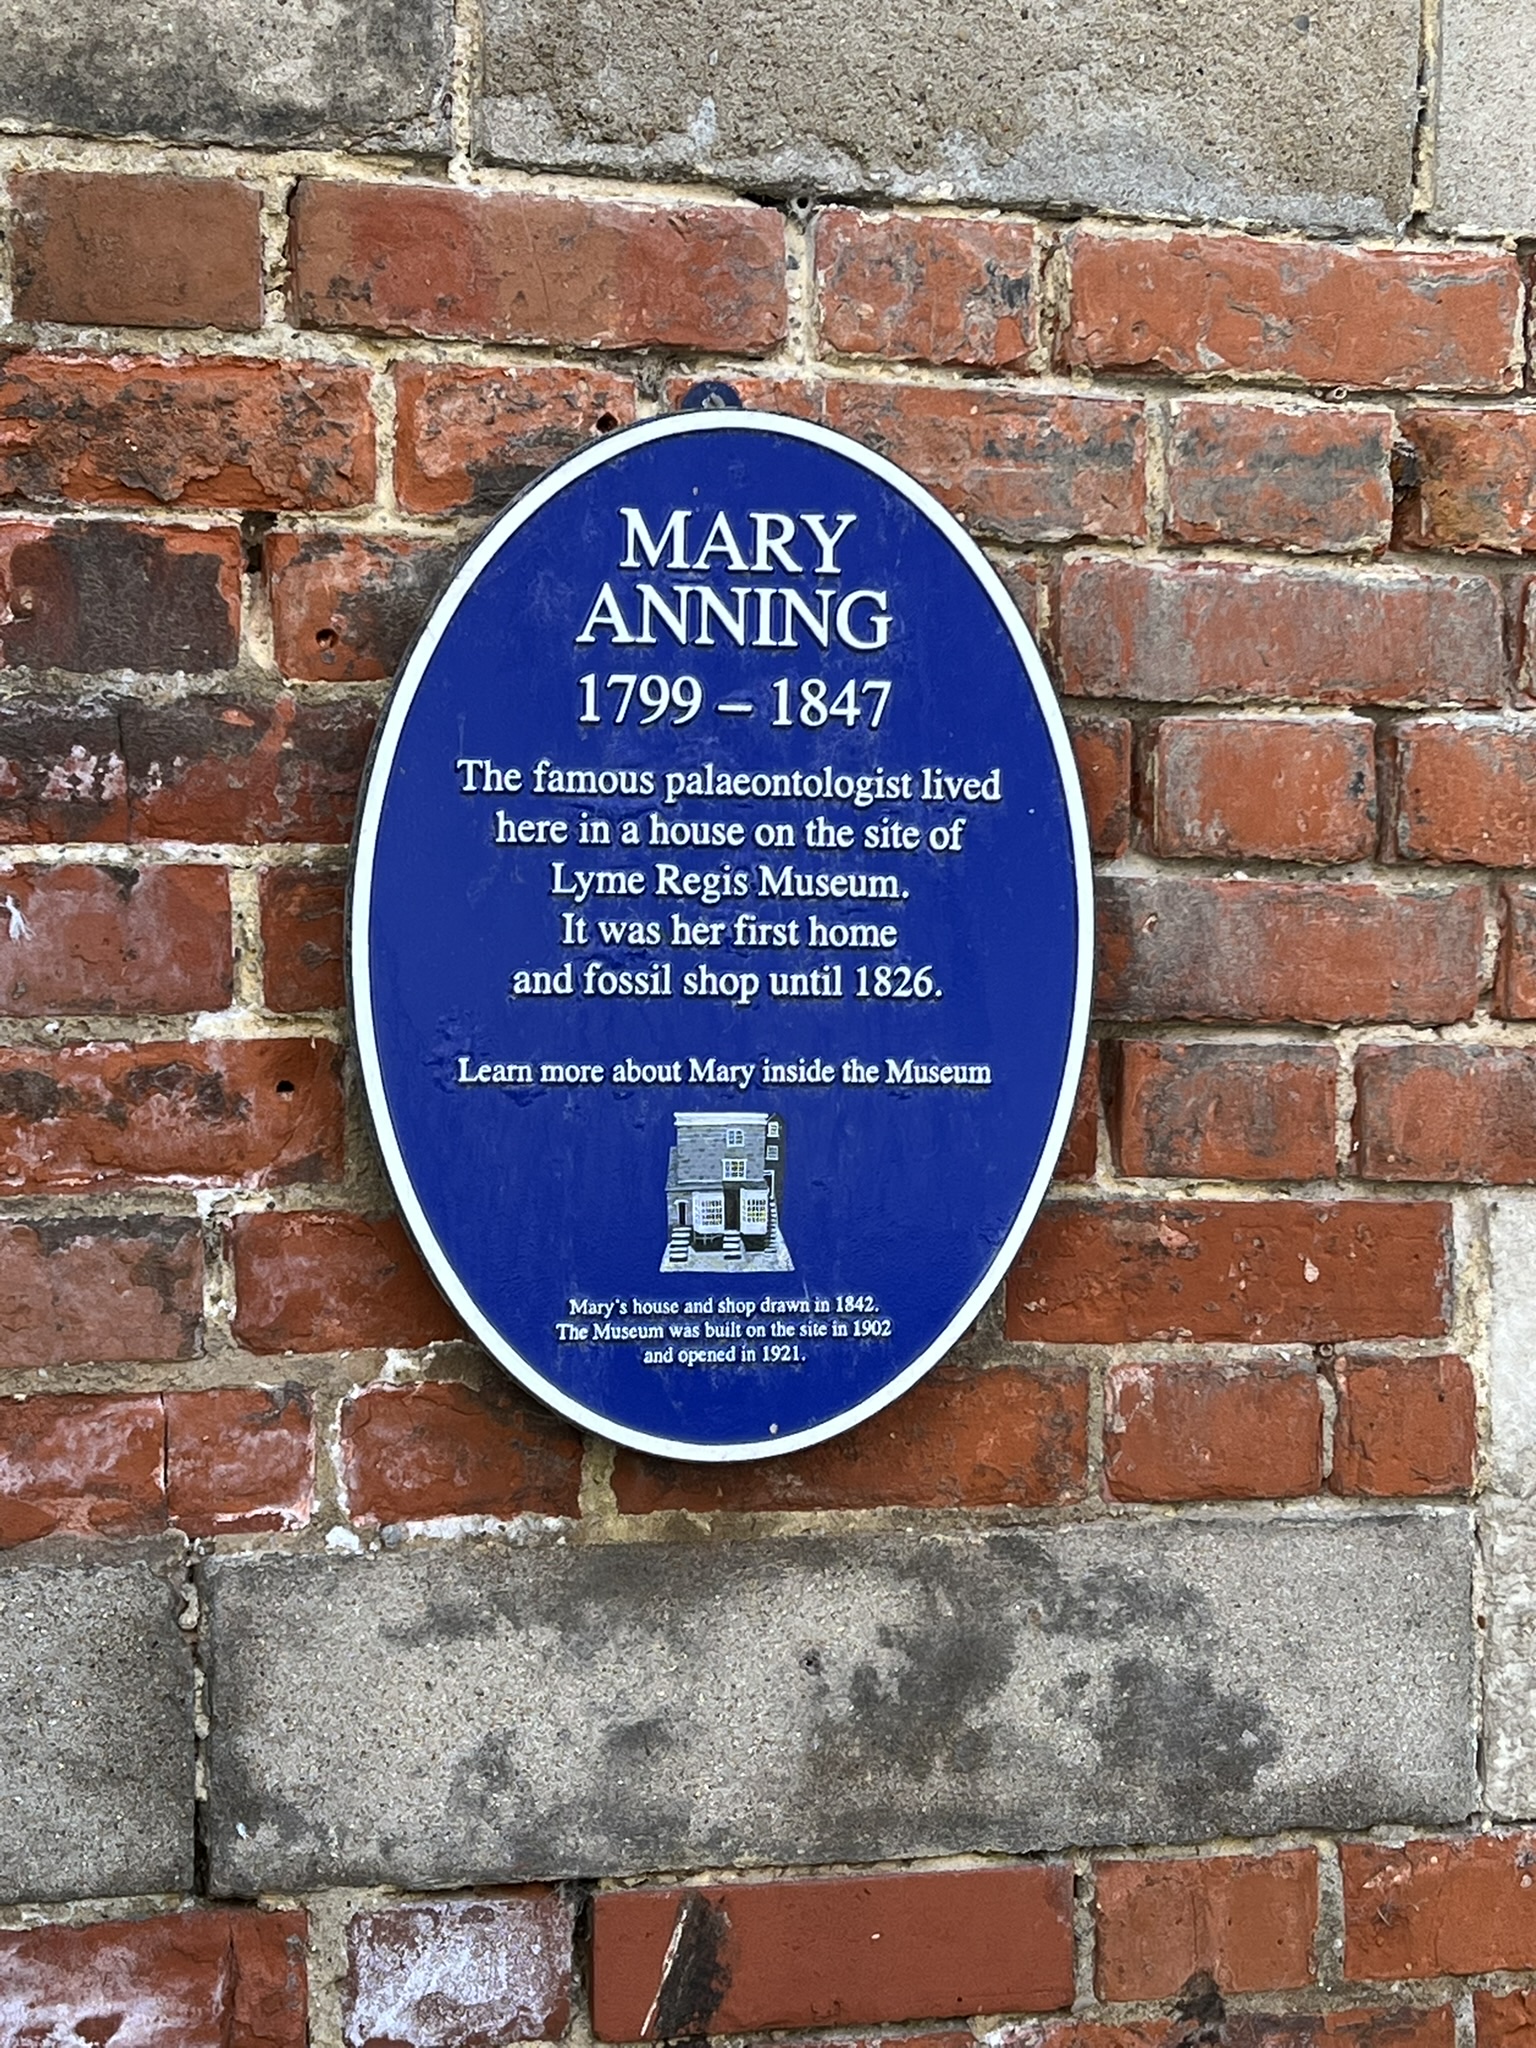 MARY
ANNING
1799 – 1847
The famous palaeontologist lived
here in a house on the site of
Lyme Regis Museum.
It was her first home
and fossil shop until 1826.
Learn more about Mary inside the Museum
Mary's house and shop drawn in 1842.
The Museum was built on the site in 1902
and opened in 1921.